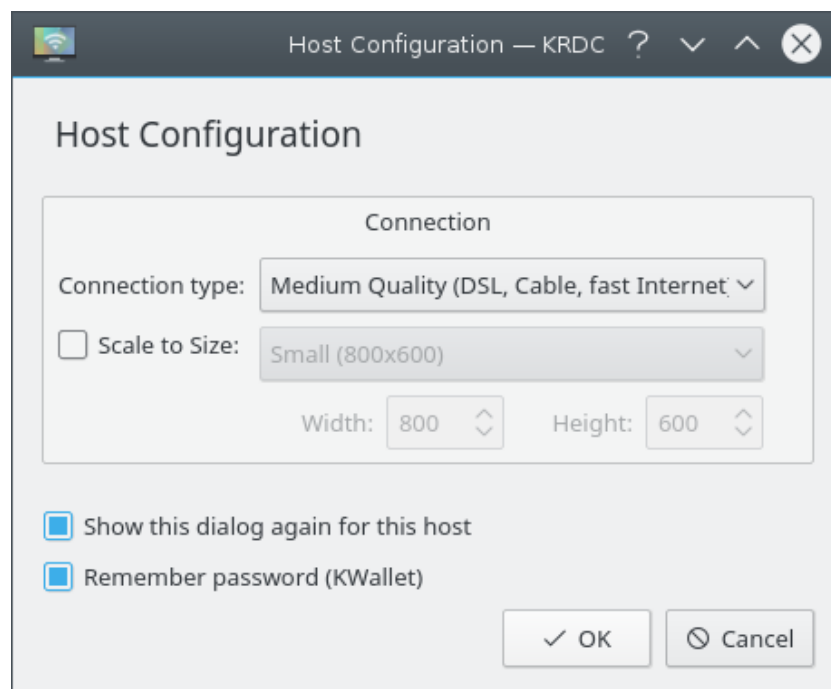 Host Configuration — KRDC
Host Configuration
Connection
Connection type: Medium Quality (DSL, Cable, fast Internet
Scale to Size: Small (800x600)
Width: 800 Height: 600
Show this dialog again for this host
Remember password (KWallet)
OK Cancel